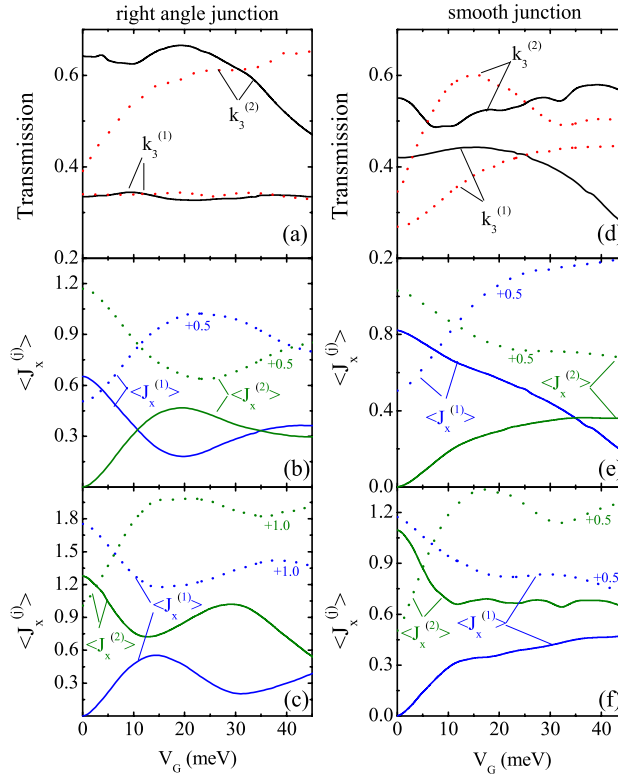 right angle junction
smooth junction
Transmission
0.6
0.4
0.2
k₃⁽²⁾
k₃⁽¹⁾
(a)
Transmission
0.6
0.4
0.2
k₃⁽²⁾
k₃⁽¹⁾
(d)
<Jₓ⁽ʲ⁾>
1.2
0.9
0.6
0.3
+0.5
+0.5
<Jₓ⁽¹⁾>
<Jₓ⁽²⁾>
(b)
<Jₓ⁽ʲ⁾>
0.8
0.4
0.0
+0.5
+0.5
<Jₓ⁽²⁾>
<Jₓ⁽¹⁾>
(e)
<Jₓ⁽ʲ⁾>
1.8
1.5
1.2
0.9
0.6
0.3
+1.0
+1.0
<Jₓ⁽¹⁾>
<Jₓ⁽²⁾>
(c)
0 10 20 30 40
V_G (meV)
<Jₓ⁽ʲ⁾>
1.2
0.9
0.6
0.3
0.0
+0.5
+0.5
<Jₓ⁽¹⁾>
<Jₓ⁽²⁾>
(f)
0 10 20 30 40
V_G (meV)